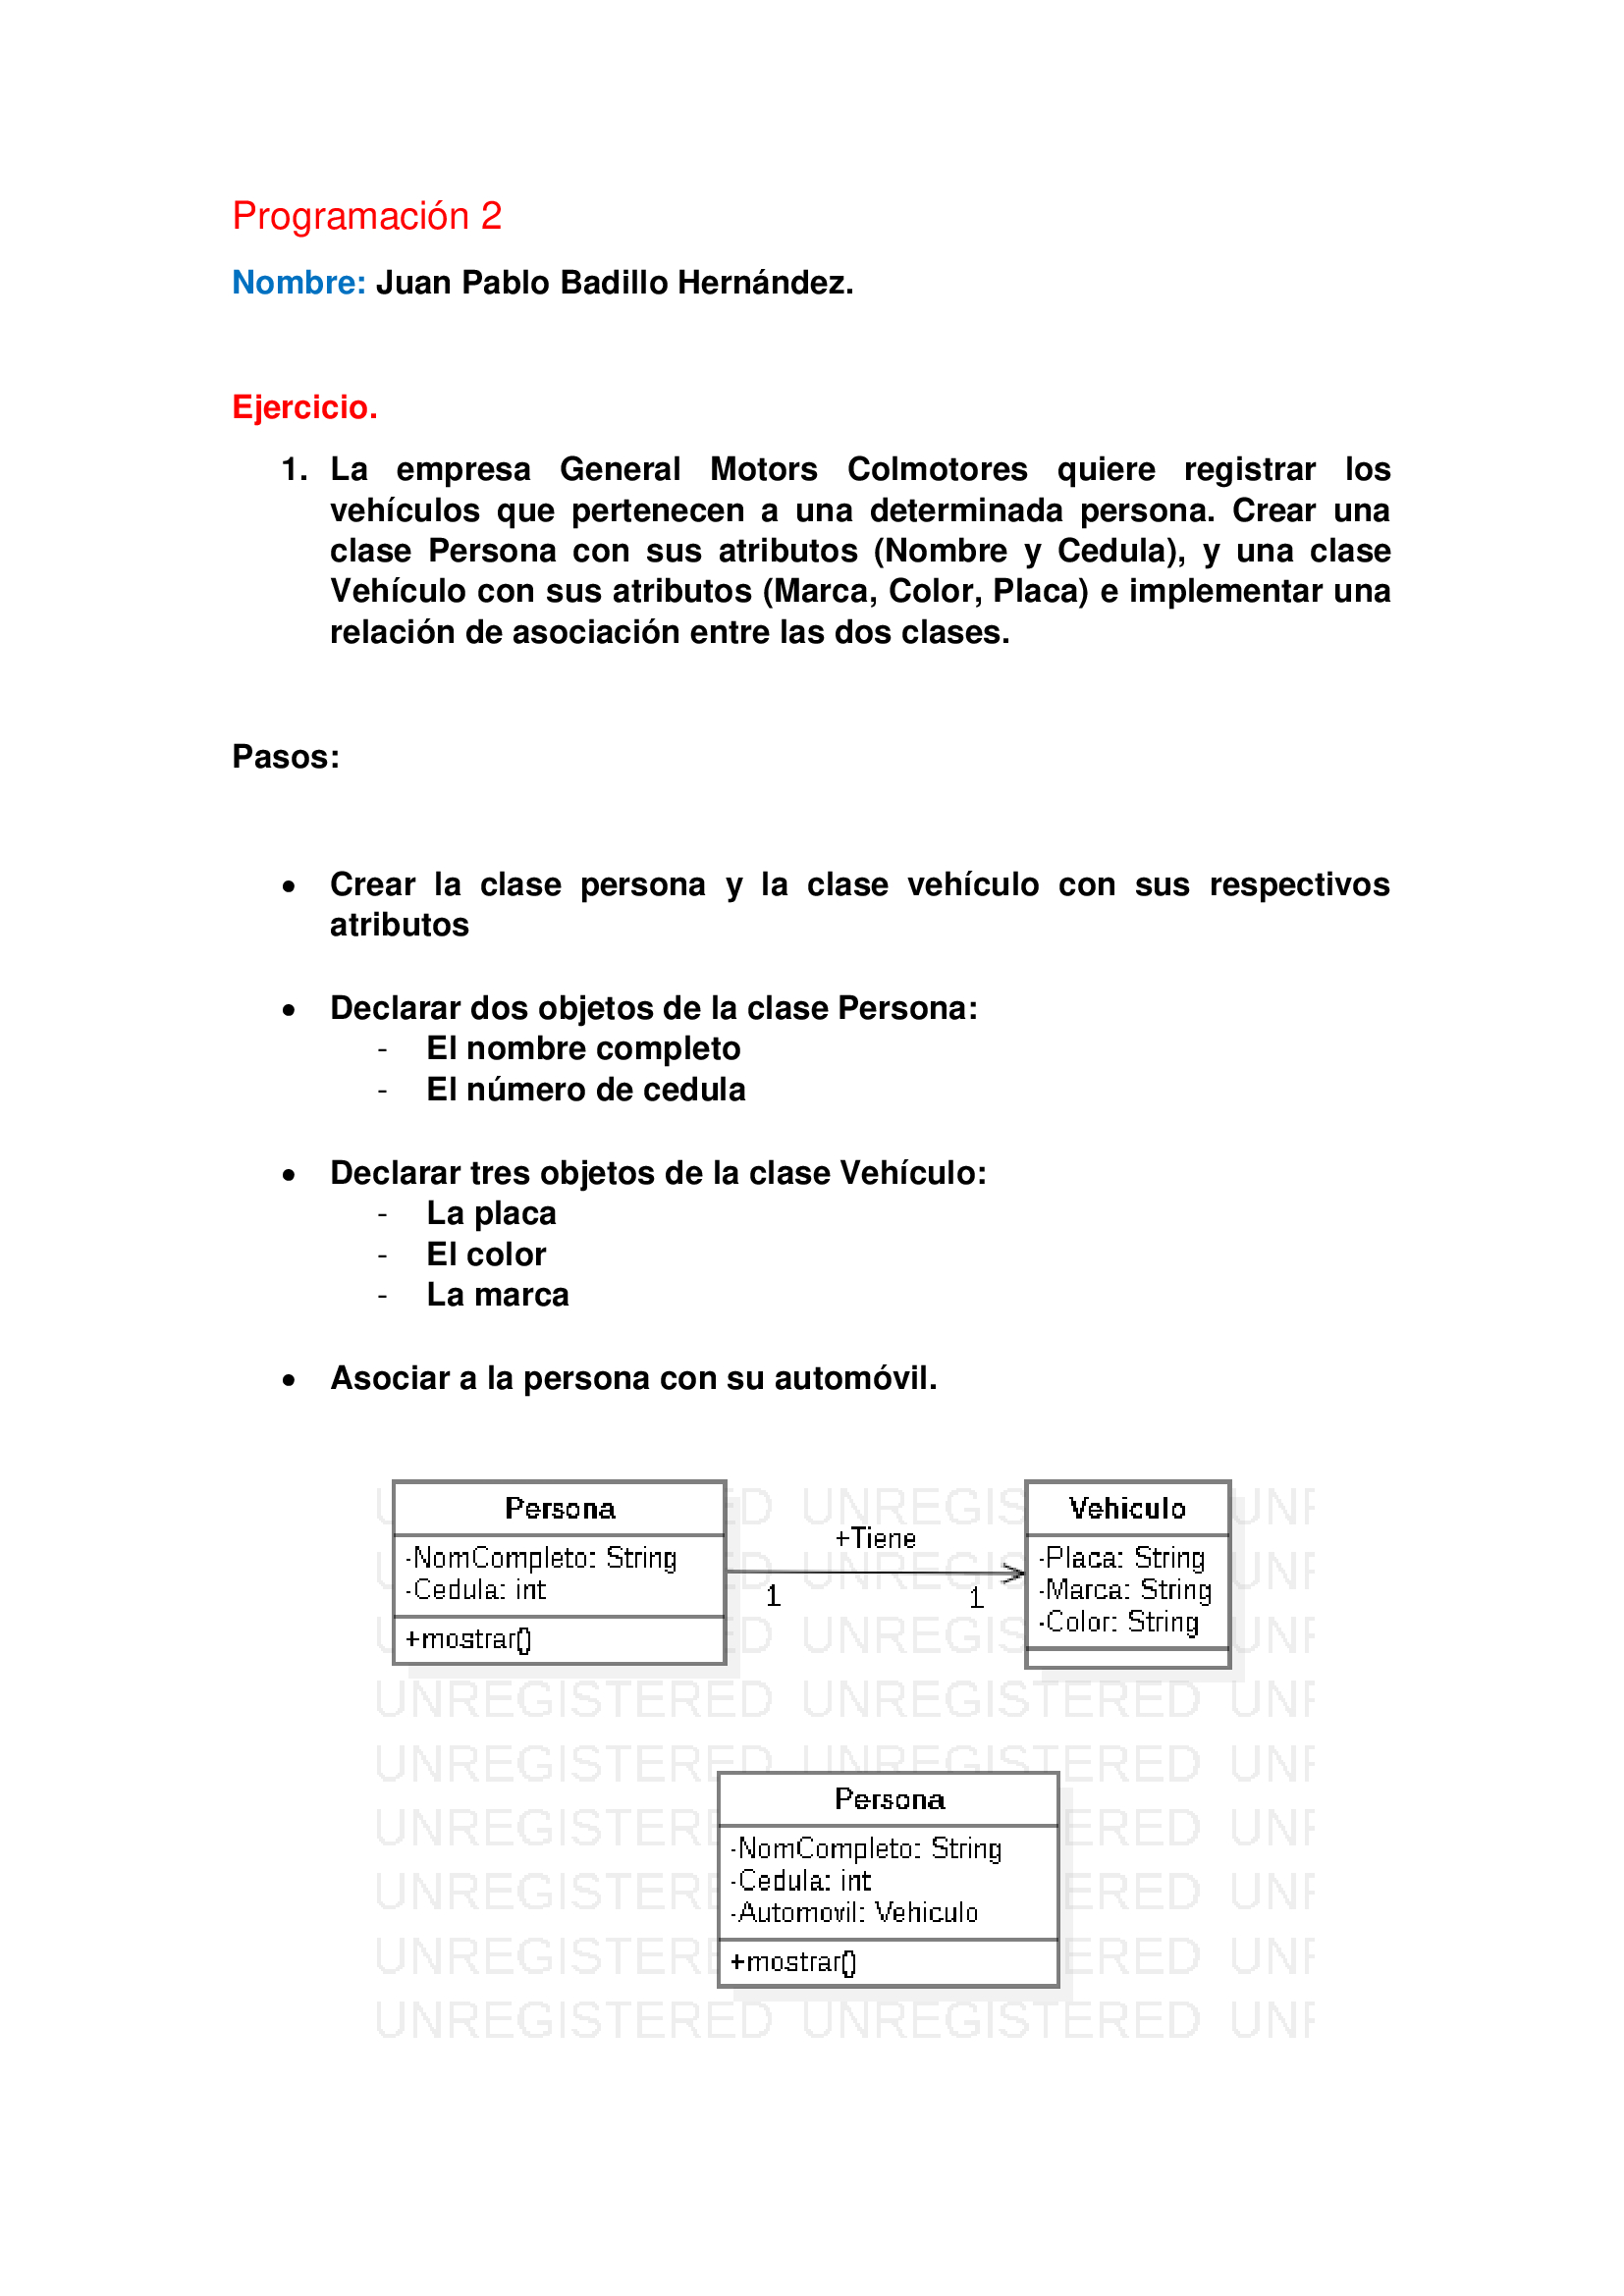 Programación 2
Nombre: Juan Pablo Badillo Hernández.
Ejercicio.
1. La empresa General Motors Colmotores quiere registrar los
vehículos que pertenecen a una determinada persona. Crear una
clase Persona con sus atributos (Nombre y Cedula), y una clase
Vehículo con sus atributos (Marca, Color, Placa) e implementar una
relación de asociación entre las dos clases.
Pasos:
• Crear la clase persona y la clase vehículo con sus respectivos
atributos
• Declarar dos objetos de la clase Persona:
- El nombre completo
- El número de cedula
• Declarar tres objetos de la clase Vehículo:
- La placa
- El color
- La marca
• Asociar a la persona con su automóvil.
Persona
-NomCompleto: String
-Cedula: int
+mostrar()
+Tiene
1 1
Vehiculo
-Placa: String
-Marca: String
-Color: String
UNREGISTERED UNREGISTERED UNR
UNREGISTERED UNREGISTERED UNR
Persona
-NomCompleto: String
-Cedula: int
-Automovil: Vehiculo
+mostrar()
UNREGISTERED UNREGISTERED UNR